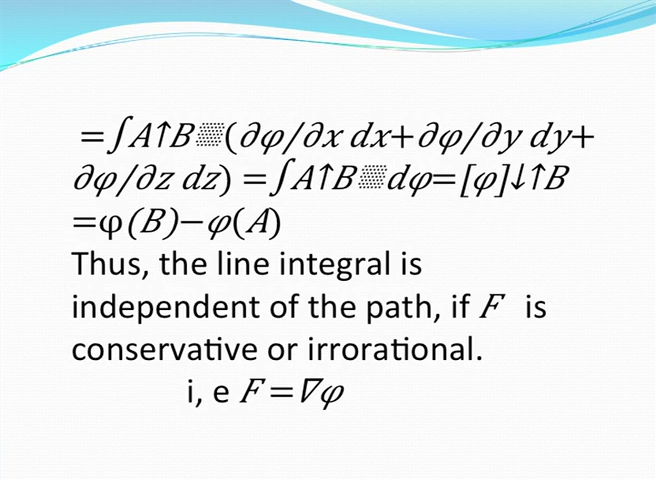 =∫A↑B▒(∂φ/∂x dx+∂φ/∂y dy+
∂φ/∂z dz) =∫A↑B▒dφ=[φ]↓↑B
=φ(B)−φ(A)
Thus, the line integral is
independent of the path, if F is
conservative or irrorational.
i, e F=∇φ